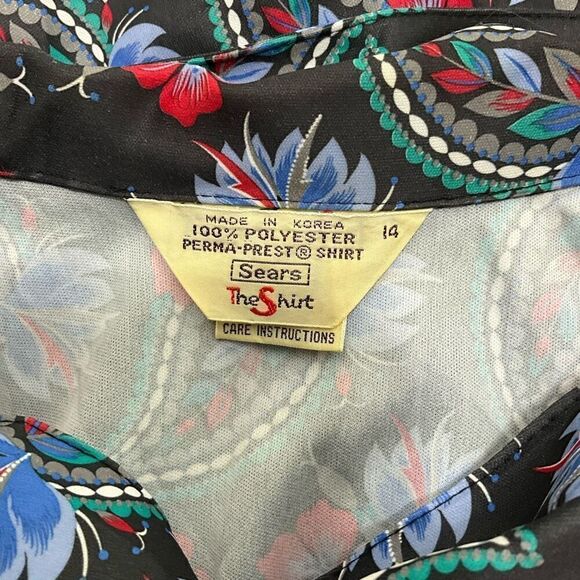 MADE IN KOREA
100% POLYESTER 14
PERMA-PREST® SHIRT
Sears
The Shirt
CARE INSTRUCTIONS